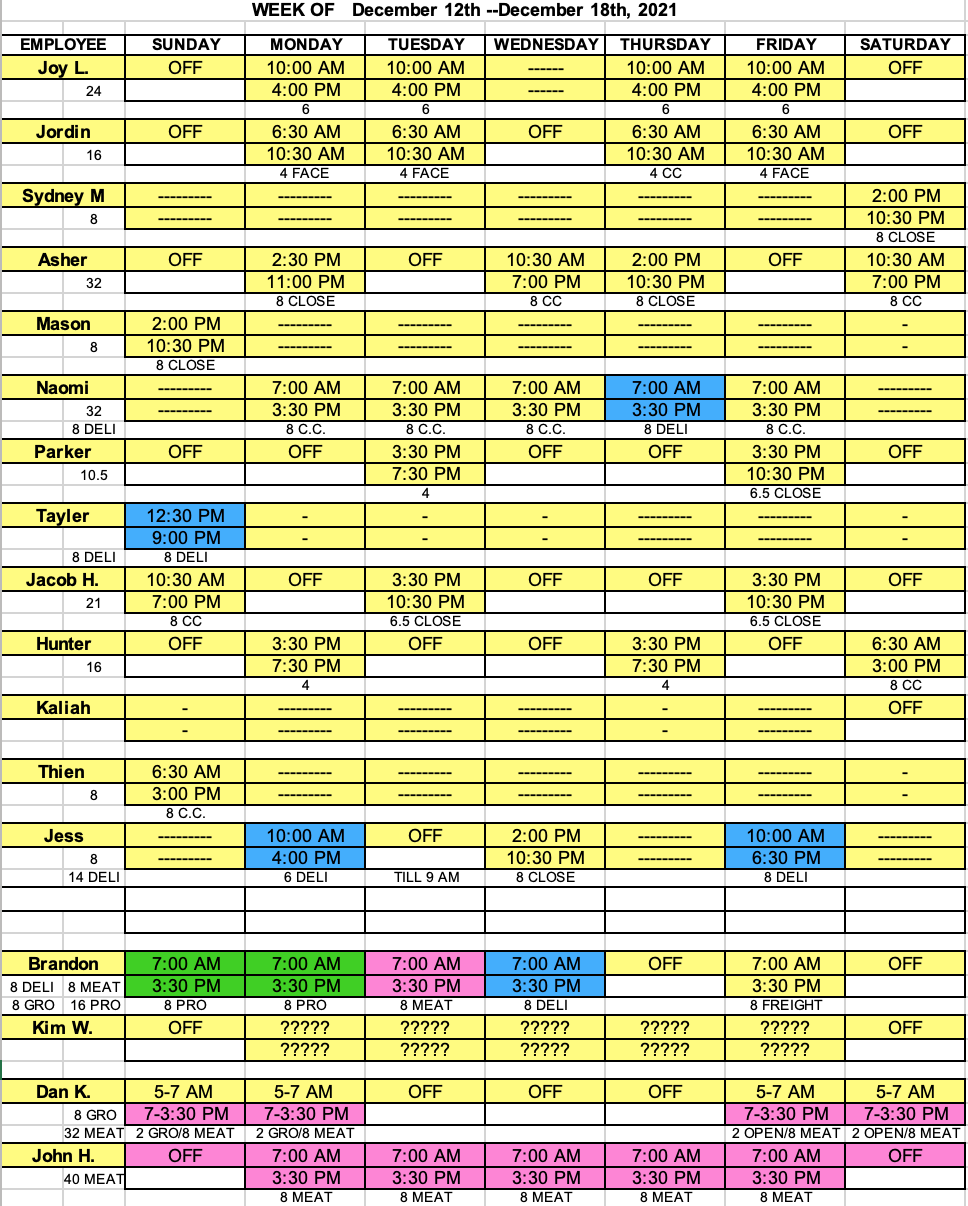 WEEK OF December 12th --December 18th, 2021
EMPLOYEE SUNDAY MONDAY TUESDAY WEDNESDAY THURSDAY FRIDAY SATURDAY
Joy L. OFF 10:00 AM 10:00 AM ------ 10:00 AM 10:00 AM OFF
24 4:00 PM 4:00 PM ------ 4:00 PM 4:00 PM
6 6 6 6
Jordin OFF 6:30 AM 6:30 AM OFF 6:30 AM 6:30 AM OFF
16 10:30 AM 10:30 AM 10:30 AM 10:30 AM
4 FACE 4 FACE 4 CC 4 FACE
Sydney M --------- --------- --------- --------- --------- --------- 2:00 PM
8 --------- --------- --------- --------- --------- --------- 10:30 PM
8 CLOSE
Asher OFF 2:30 PM OFF 10:30 AM 2:00 PM OFF 10:30 AM
32 11:00 PM 7:00 PM 10:30 PM 7:00 PM
8 CLOSE 8 CC 8 CLOSE 8 CC
Mason 2:00 PM --------- --------- --------- --------- --------- -
8 10:30 PM --------- --------- --------- --------- --------- -
8 CLOSE
Naomi --------- 7:00 AM 7:00 AM 7:00 AM 7:00 AM 7:00 AM ---------
32 --------- 3:30 PM 3:30 PM 3:30 PM 3:30 PM 3:30 PM ---------
8 DELI 8 C.C. 8 C.C. 8 C.C. 8 DELI 8 C.C.
Parker OFF OFF 3:30 PM OFF OFF 3:30 PM OFF
10.5 7:30 PM 10:30 PM
4 6.5 CLOSE
Tayler 12:30 PM - - - --------- --------- -
9:00 PM - - - --------- --------- -
8 DELI 8 DELI
Jacob H. 10:30 AM OFF 3:30 PM OFF OFF 3:30 PM OFF
21 7:00 PM 10:30 PM 10:30 PM
8 CC 6.5 CLOSE 6.5 CLOSE
Hunter OFF 3:30 PM OFF OFF 3:30 PM OFF 6:30 AM
16 7:30 PM 7:30 PM 3:00 PM
4 4 8 CC
Kaliah - --------- --------- --------- - --------- OFF
- --------- --------- --------- - ---------
Thien 6:30 AM --------- --------- --------- --------- --------- -
8 3:00 PM --------- --------- --------- --------- --------- -
8 C.C.
Jess --------- 10:00 AM OFF 2:00 PM --------- 10:00 AM ---------
8 --------- 4:00 PM 10:30 PM --------- 6:30 PM ---------
14 DELI 6 DELI TILL 9 AM 8 CLOSE 8 DELI
Brandon 7:00 AM 7:00 AM 7:00 AM 7:00 AM OFF 7:00 AM OFF
8 DELI 8 MEAT 3:30 PM 3:30 PM 3:30 PM 3:30 PM 3:30 PM
8 GRO 16 PRO 8 PRO 8 PRO 8 MEAT 8 DELI 8 FREIGHT
Kim W. OFF ????? ????? ????? ????? ????? OFF
????? ????? ????? ????? ?????
Dan K. 5-7 AM 5-7 AM OFF OFF OFF 5-7 AM 5-7 AM
8 GRO 7-3:30 PM 7-3:30 PM 7-3:30 PM 7-3:30 PM
32 MEAT 2 GRO/8 MEAT 2 GRO/8 MEAT 2 OPEN/8 MEAT 2 OPEN/8 MEAT
John H. OFF 7:00 AM 7:00 AM 7:00 AM 7:00 AM 7:00 AM OFF
40 MEAT 3:30 PM 3:30 PM 3:30 PM 3:30 PM 3:30 PM
8 MEAT 8 MEAT 8 MEAT 8 MEAT 8 MEAT